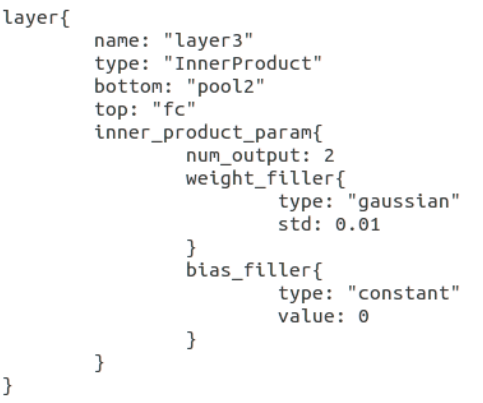 layer{
        name: "layer3"
        type: "InnerProduct"
        bottom: "pool2"
        top: "fc"
        inner_product_param{
                num_output: 2
                weight_filler{
                        type: "gaussian"
                        std: 0.01
                }
                bias_filler{
                        type: "constant"
                        value: 0
                }
        }
}